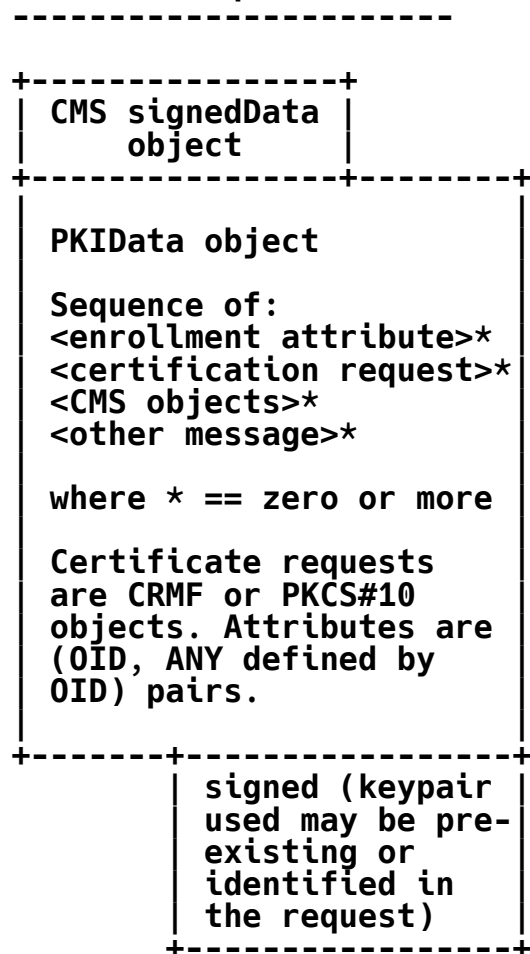 CMS signedData
object
PKIData object
Sequence of:
<enrollment attribute>*
<certification request>*
<CMS objects>*
<other message>*
where * == zero or more
Certificate requests
are CRMF or PKCS#10
objects. Attributes are
(OID, ANY defined by
OID) pairs.
signed (keypair
used may be pre-
existing or
identified in
the request)